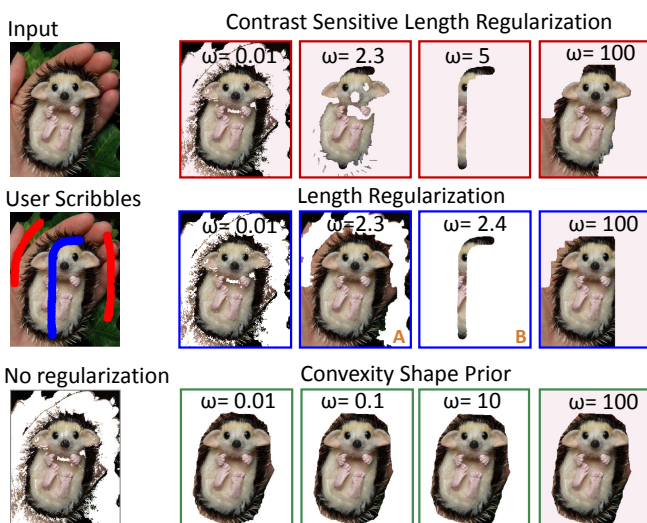 Input
Contrast Sensitive Length Regularization
ω= 0.01
ω= 2.3
ω= 5
ω= 100
User Scribbles
Length Regularization
ω= 0.01
ω=2.3
ω= 2.4
ω= 100
A
B
No regularization
Convexity Shape Prior
ω= 0.01
ω= 0.1
ω= 10
ω= 100